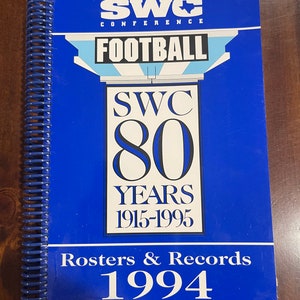 SWC
CONFERENCE
FOOTBALL
SWC
80
YEARS
1915-1995
Rosters & Records
1994